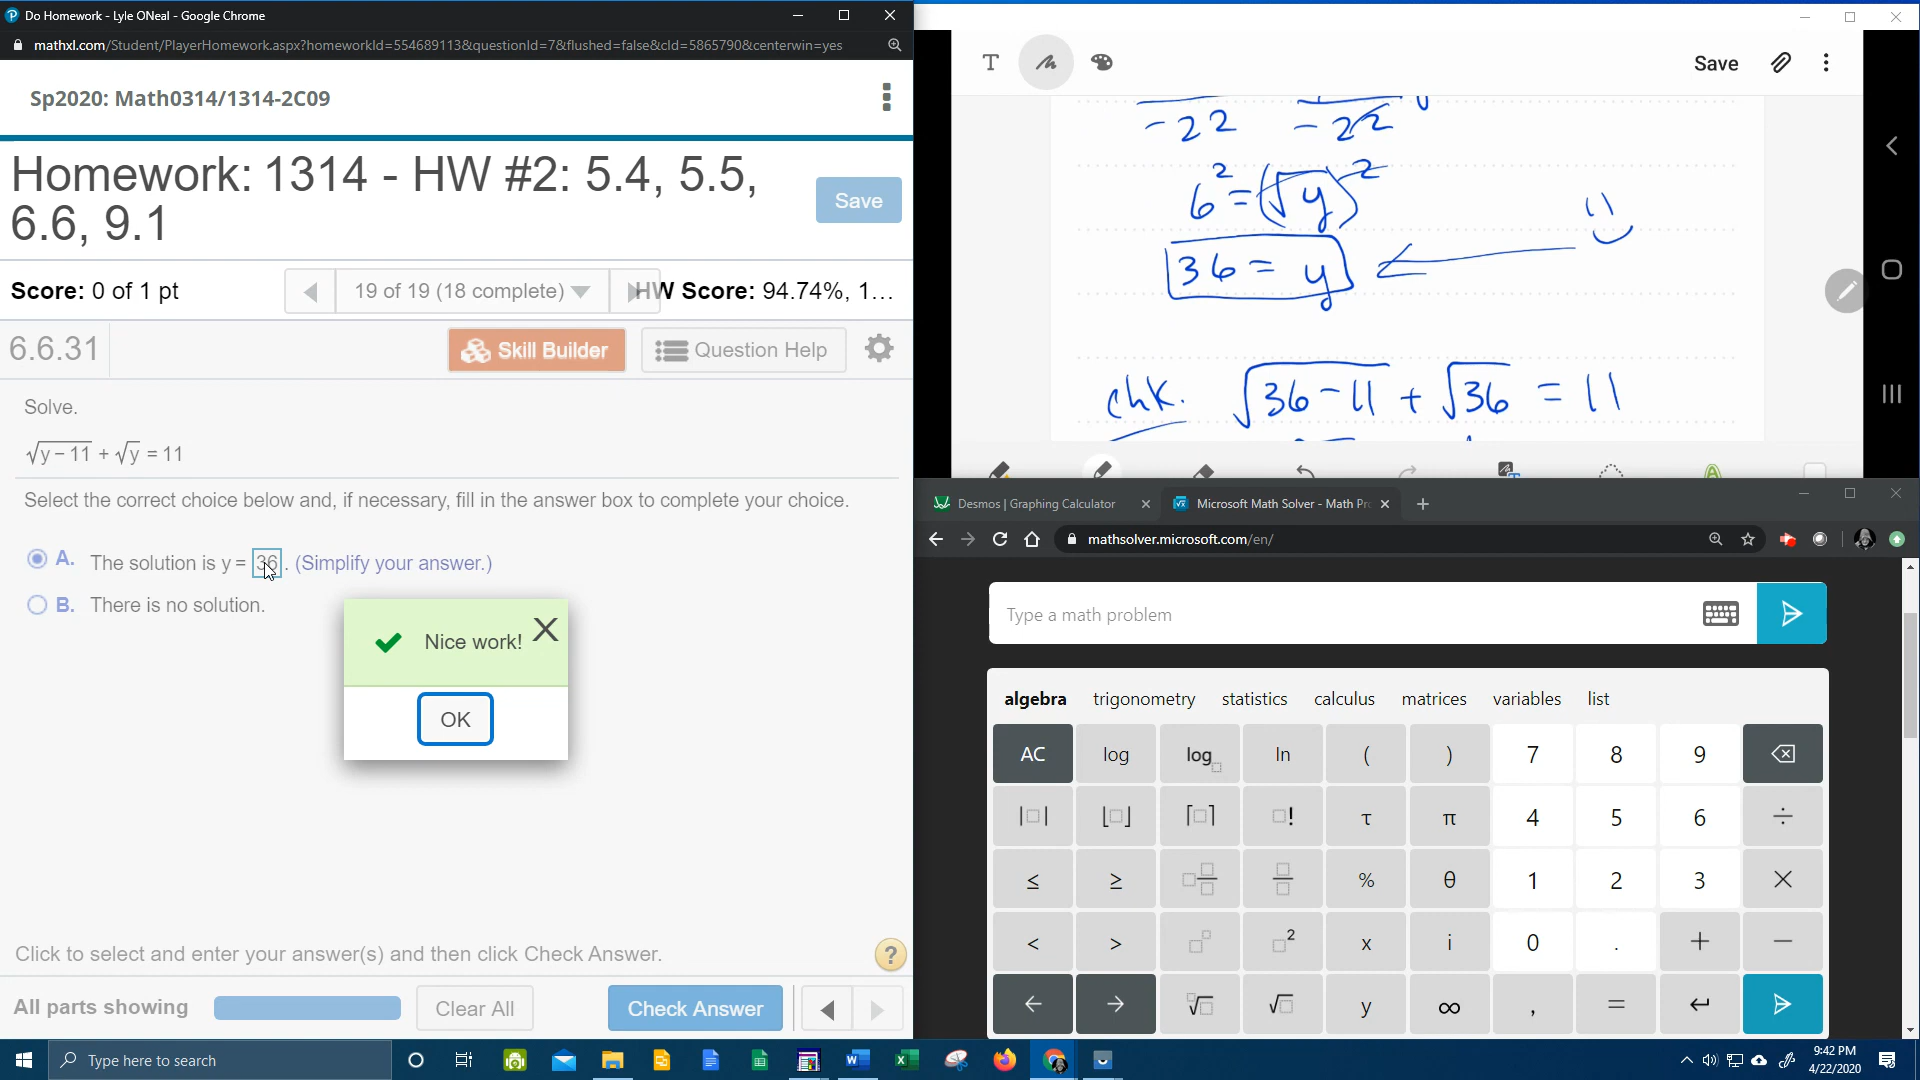 Do Homework - Lyle ONeal - Google Chrome
mathxl.com/Student/PlayerHomework.aspx?homeworkId=554689113&questionId=7&flushed=false&cId=5865790&centerwin=yes
Sp2020: Math0314/1314-2C09
Homework: 1314 - HW #2: 5.4, 5.5,
6.6, 9.1
Save
Score: 0 of 1 pt
19 of 19 (18 complete)
HW Score: 94.74%, 1...
6.6.31
Skill Builder
Question Help
Solve.
√y − 11 + √y = 11
Select the correct choice below and, if necessary, fill in the answer box to complete your choice.
A. The solution is y = 36. (Simplify your answer.)
B. There is no solution.
Nice work!
OK
Click to select and enter your answer(s) and then click Check Answer.
?
All parts showing
Clear All
Check Answer
T
Save
-22 -22
6² = (√y)²
36 = y
chk. √36-11 + √36 = 11
Desmos | Graphing Calculator
Microsoft Math Solver - Math Pr
mathsolver.microsoft.com/en/
Type a math problem
algebra trigonometry statistics calculus matrices variables list
AC log log□ ln ( ) 7 8 9
|□| ⌊□⌋ ⌈□⌉ □! τ π 4 5 6 ÷
≤ ≥ □□/□ □/□ % θ 1 2 3 ×
< > □□ □² x i 0 . + −
← → □√□ √□ y ∞ , = ↵
Type here to search
9:42 PM
4/22/2020